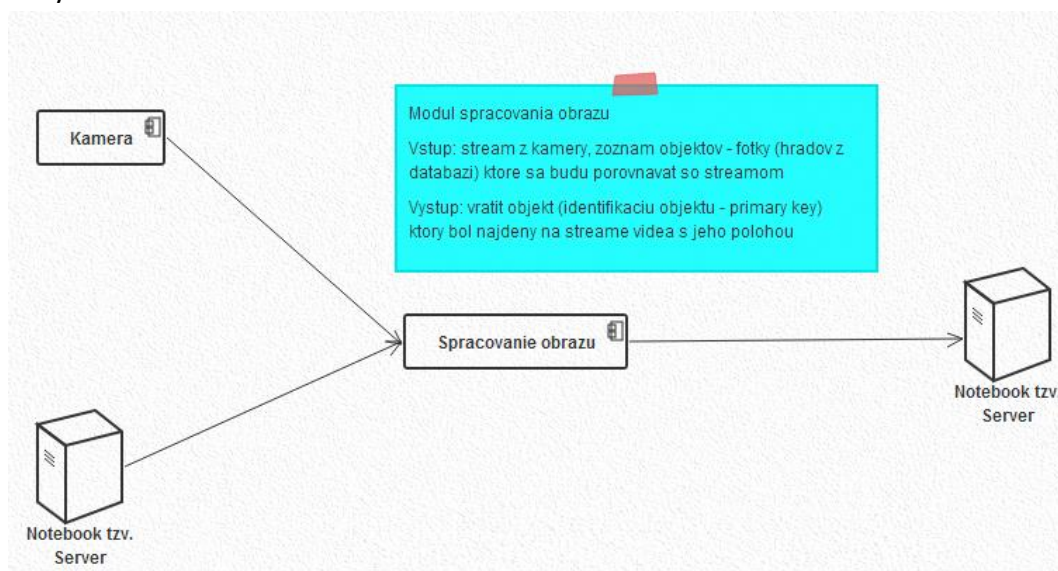 Kamera
Modul spracovania obrazu
Vstup: stream z kamery, zoznam objektov - fotky (hradov z
databazi) ktore sa budu porovnavat so streamom
Vystup: vratit objekt (identifikaciu objektu - primary key)
ktory bol najdeny na streame videa s jeho polohou
Spracovanie obrazu
Notebook tzv.
Server
Notebook tzv.
Server